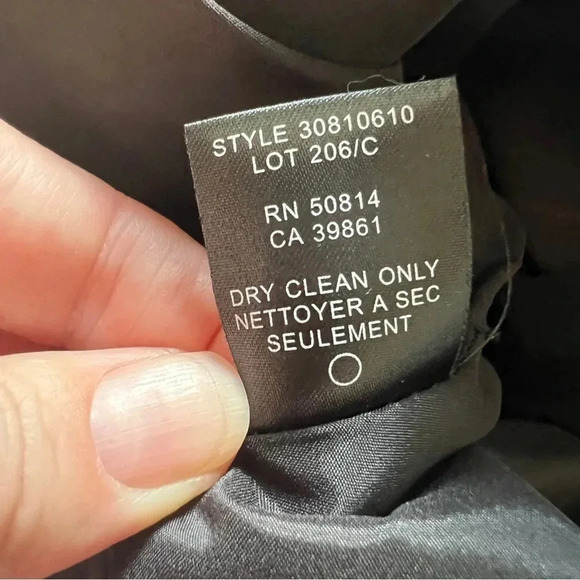 STYLE 30810610
LOT 206/C
RN 50814
CA 39861
DRY CLEAN ONLY
NETTOYER A SEC
SEULEMENT